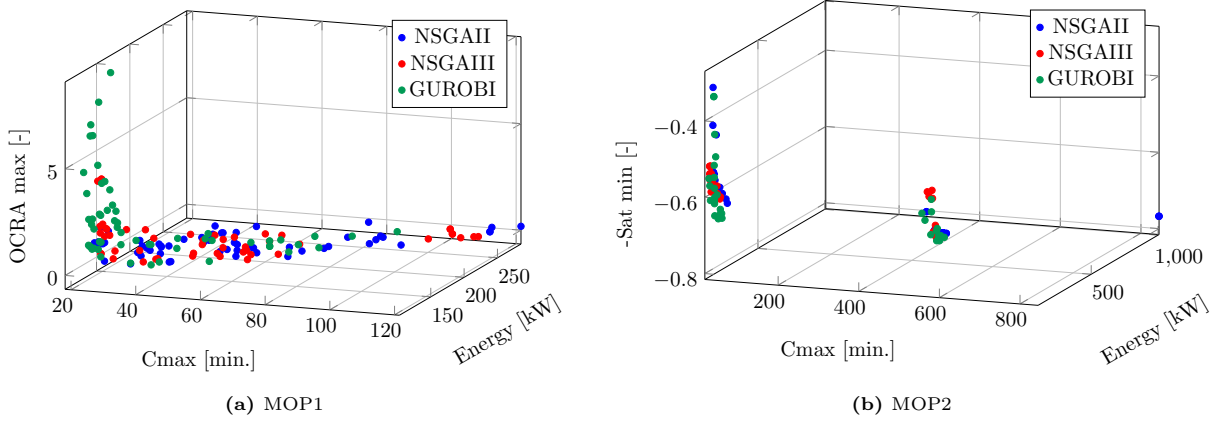 NSGAII
NSGAIII
GUROBI
5
0
OCRA max [-]
20
40
60
80
100
120
Cmax [min.]
150
200
250
Energy [kW]
(a) MOP1
NSGAII
NSGAIII
GUROBI
−0.4
−0.6
−0.8
-Sat min [-]
200
400
600
800
Cmax [min.]
500
1,000
Energy [kW]
(b) MOP2